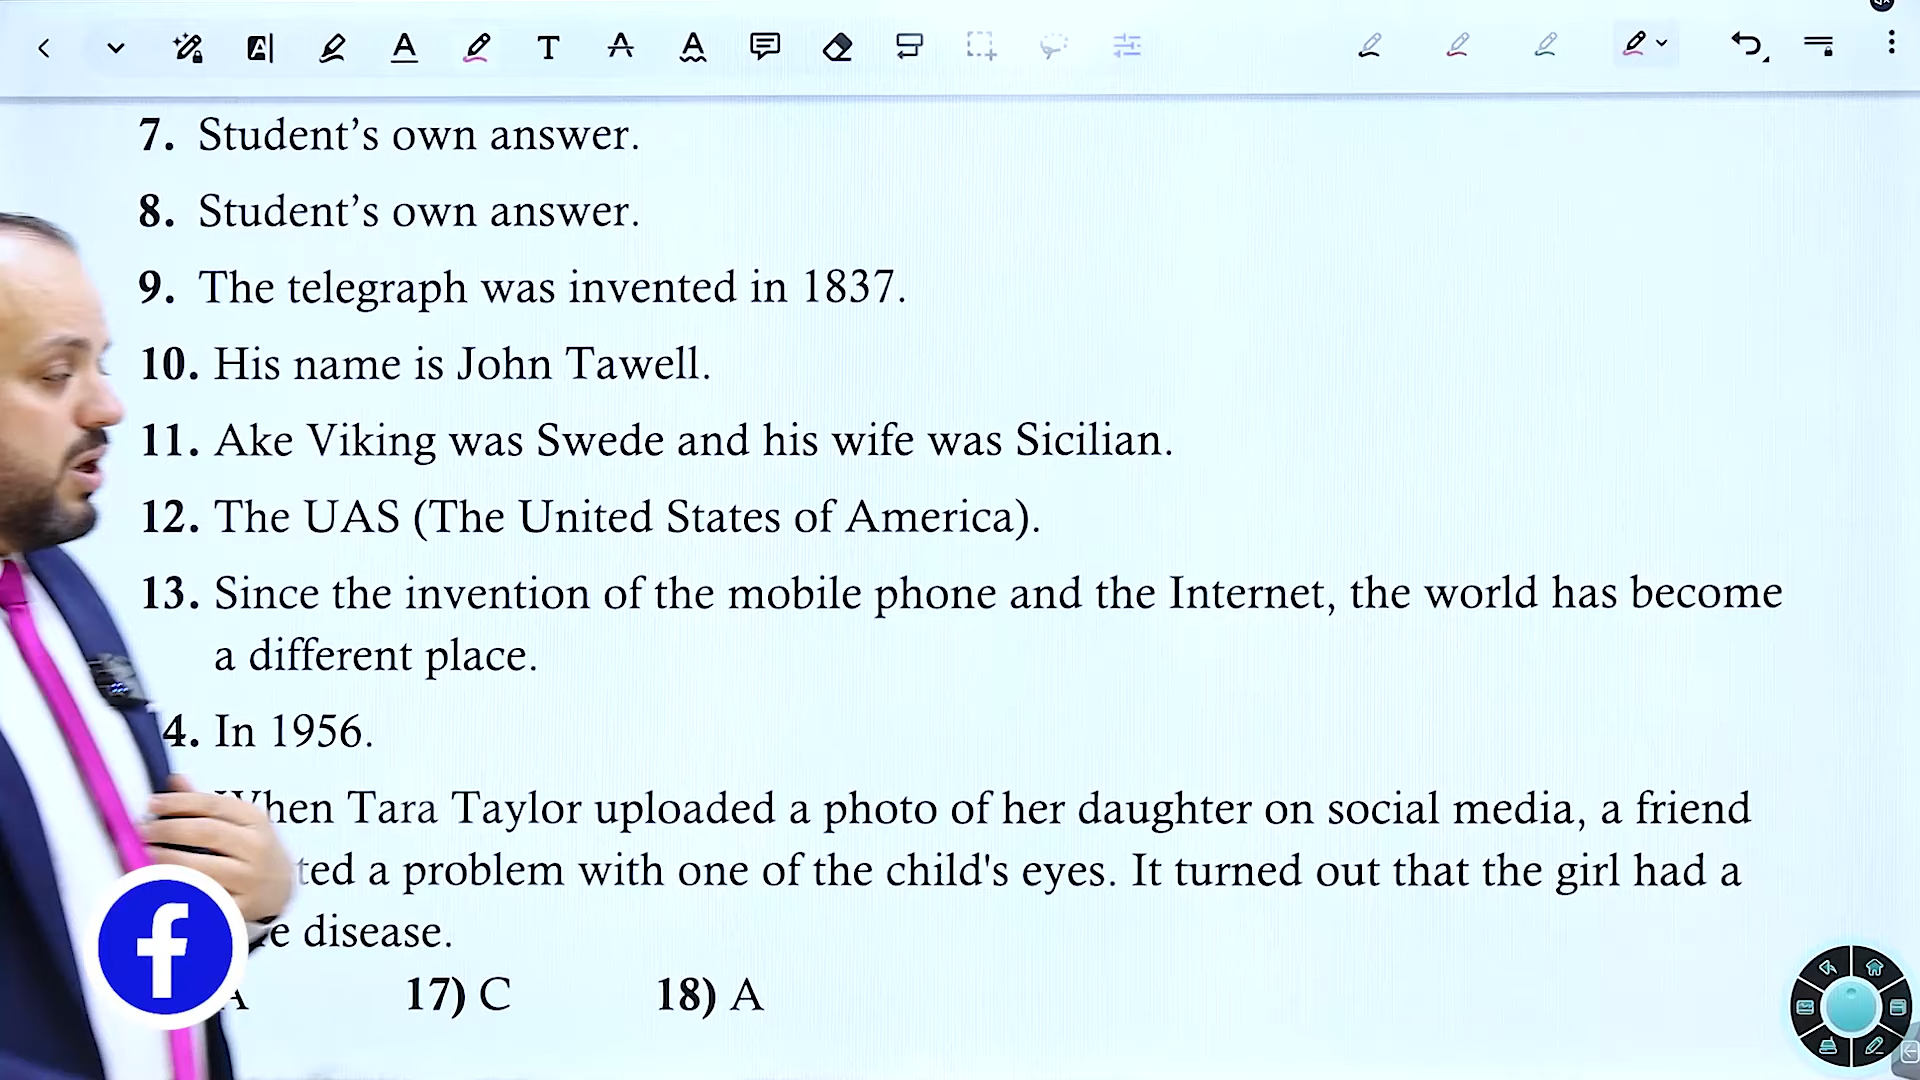 7. Student’s own answer.
8. Student’s own answer.
9. The telegraph was invented in 1837.
10. His name is John Tawell.
11. Ake Viking was Swede and his wife was Sicilian.
12. The UAS (The United States of America).
13. Since the invention of the mobile phone and the Internet, the world has become
a different place.
4. In 1956.
When Tara Taylor uploaded a photo of her daughter on social media, a friend
a problem with one of the child's eyes. It turned out that the girl had a
disease.
A 17) C 18) A